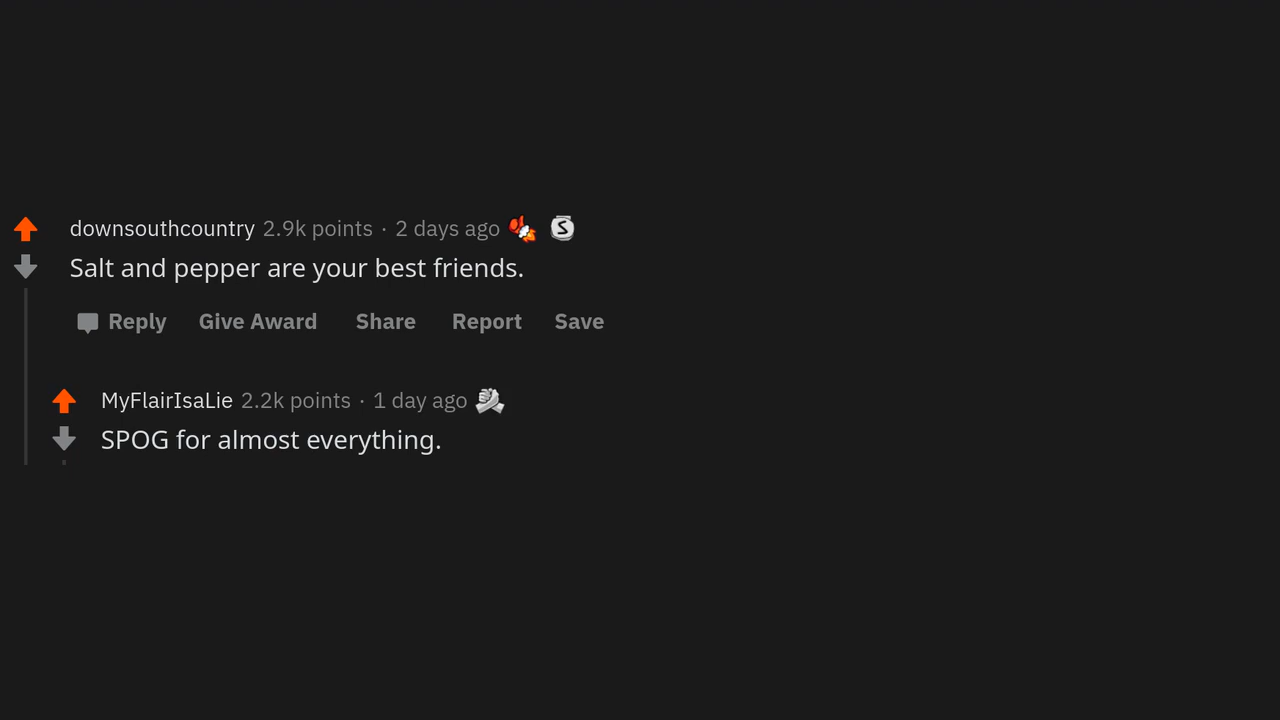 downsouthcountry 2.9k points · 2 days ago S
Salt and pepper are your best friends.
Reply Give Award Share Report Save
MyFlairIsaLie 2.2k points · 1 day ago
SPOG for almost everything.